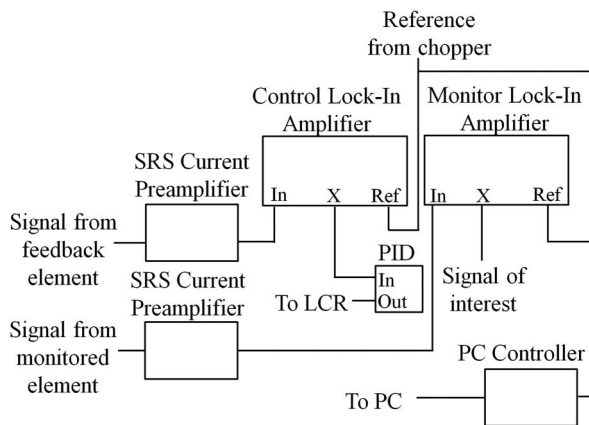 Reference
from chopper
Control Lock-In
Amplifier
Monitor Lock-In
Amplifier
SRS Current
Preamplifier
In X Ref
In X Ref
Signal from
feedback
element
PID
In
Out
To LCR
Signal of
interest
SRS Current
Preamplifier
Signal from
monitored
element
PC Controller
To PC